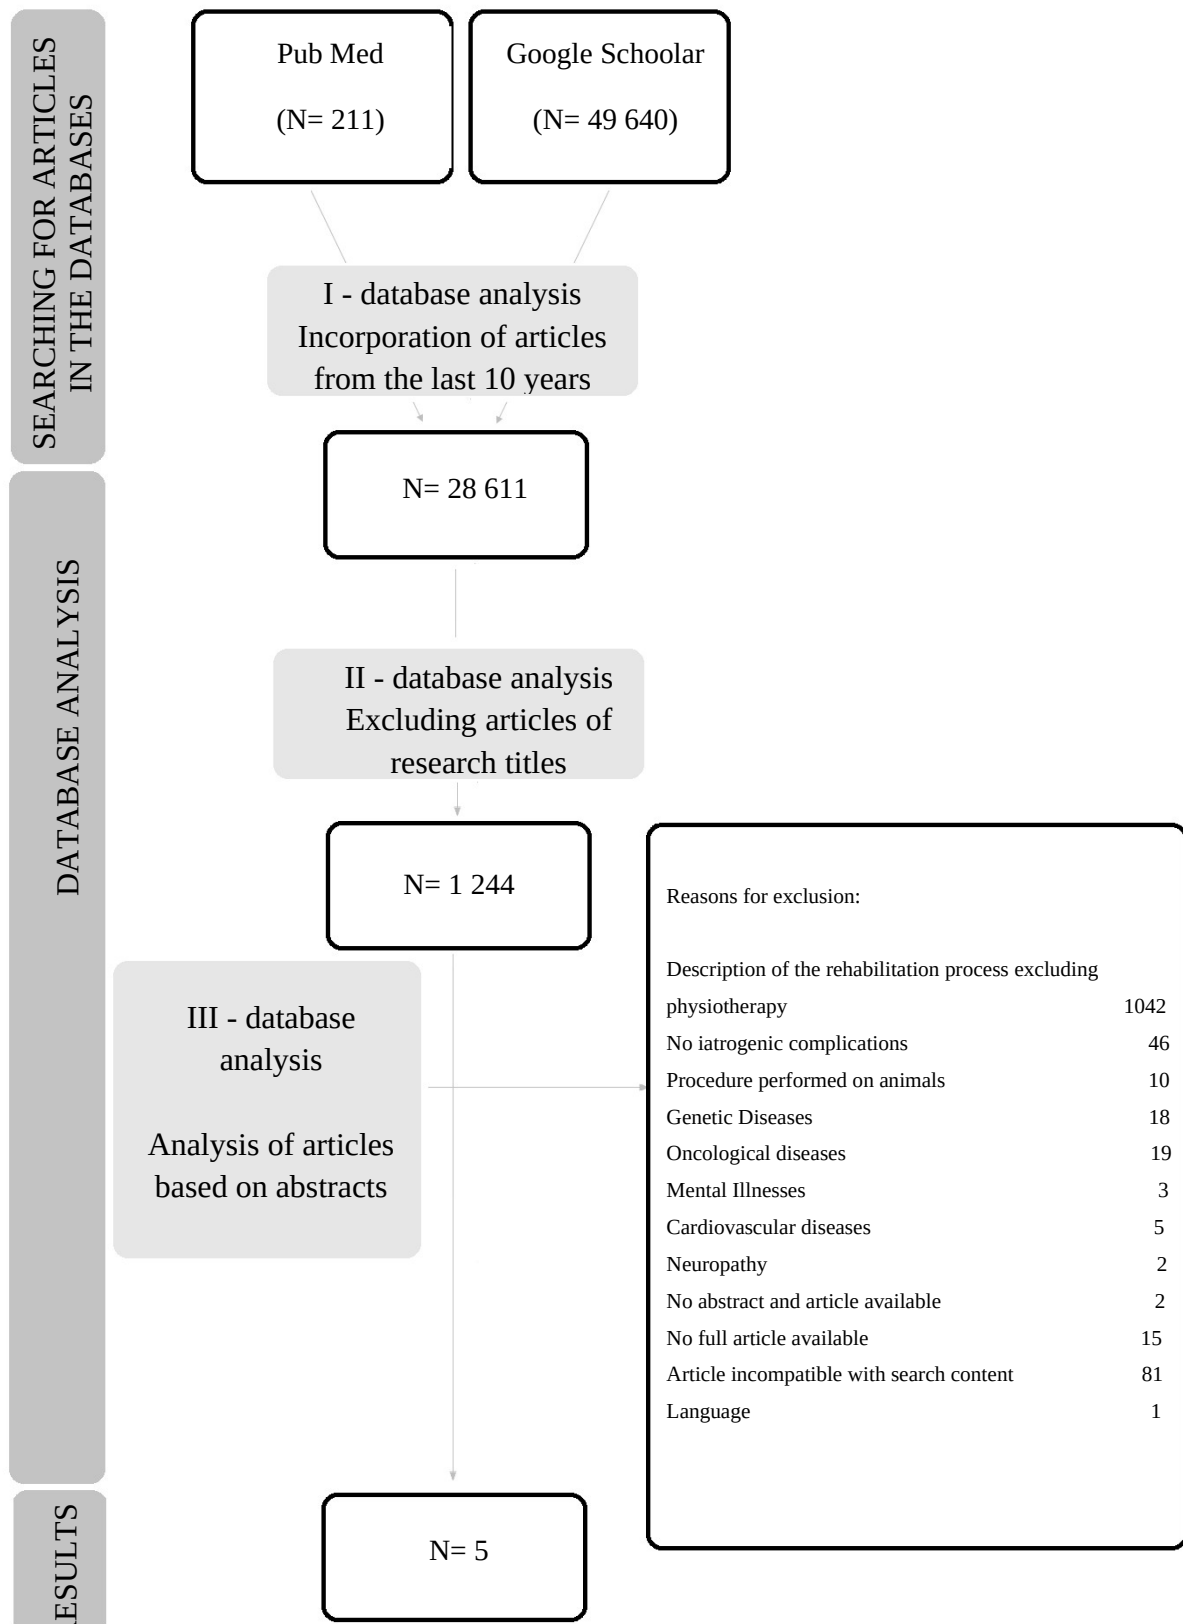 SEARCHING FOR ARTICLES
IN THE DATABASES
Pub Med
(N= 211)
Google Schoolar
(N= 49 640)
I - database analysis
Incorporation of articles
from the last 10 years
N= 28 611
DATABASE ANALYSIS
II - database analysis
Excluding articles of
research titles
N= 1 244
III - database
analysis
Analysis of articles
based on abstracts
Reasons for exclusion:
Description of the rehabilitation process excluding
physiotherapy 1042
No iatrogenic complications 46
Procedure performed on animals 10
Genetic Diseases 18
Oncological diseases 19
Mental Illnesses 3
Cardiovascular diseases 5
Neuropathy 2
No abstract and article available 2
No full article available 15
Article incompatible with search content 81
Language 1
N= 5